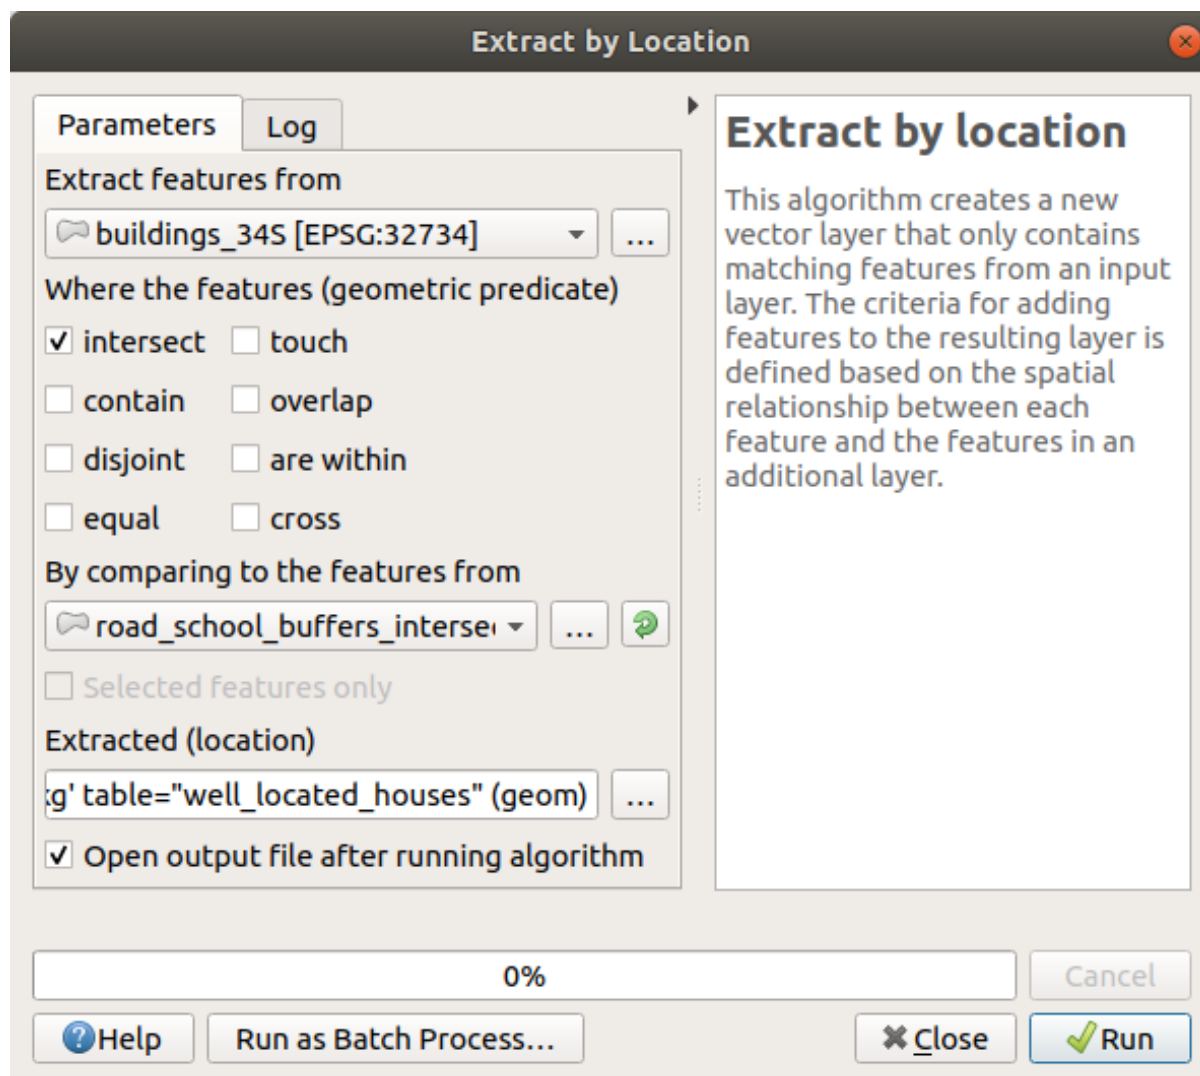 Extract by Location
Parameters
Log
Extract features from
buildings_34S [EPSG:32734]
...
Where the features (geometric predicate)
intersect
touch
contain
overlap
disjoint
are within
equal
cross
By comparing to the features from
road_school_buffers_interse
...
Selected features only
Extracted (location)
g' table="well_located_houses" (geom)
...
Open output file after running algorithm
Extract by location
This algorithm creates a new
vector layer that only contains
matching features from an input
layer. The criteria for adding
features to the resulting layer is
defined based on the spatial
relationship between each
feature and the features in an
additional layer.
0%
Cancel
Help
Run as Batch Process...
Close
Run